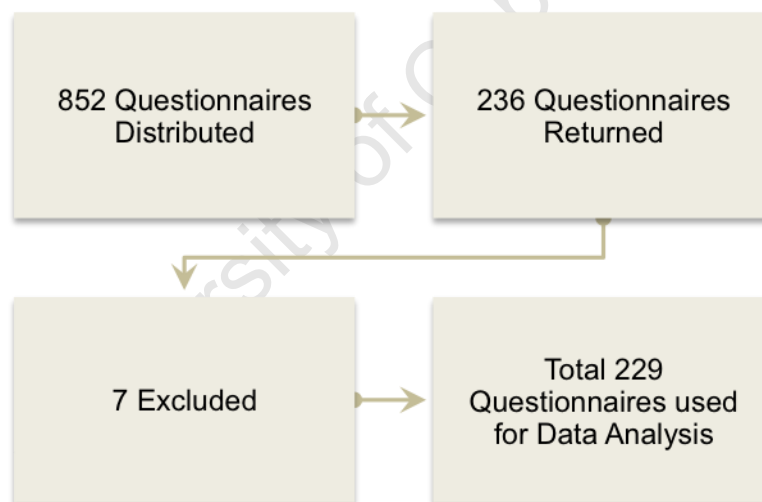 852 Questionnaires
Distributed
236 Questionnaires
Returned
7 Excluded
Total 229
Questionnaires used
for Data Analysis